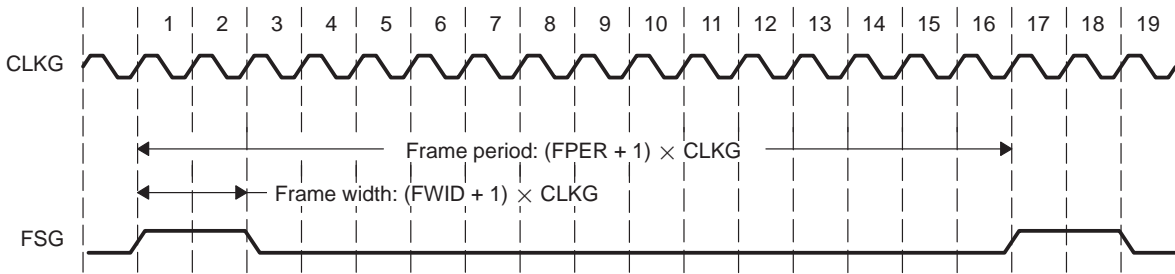 1 2 3 4 5 6 7 8 9 10 11 12 13 14 15 16 17 18 19
CLKG
Frame period: (FPER + 1) × CLKG
Frame width: (FWID + 1) × CLKG
FSG